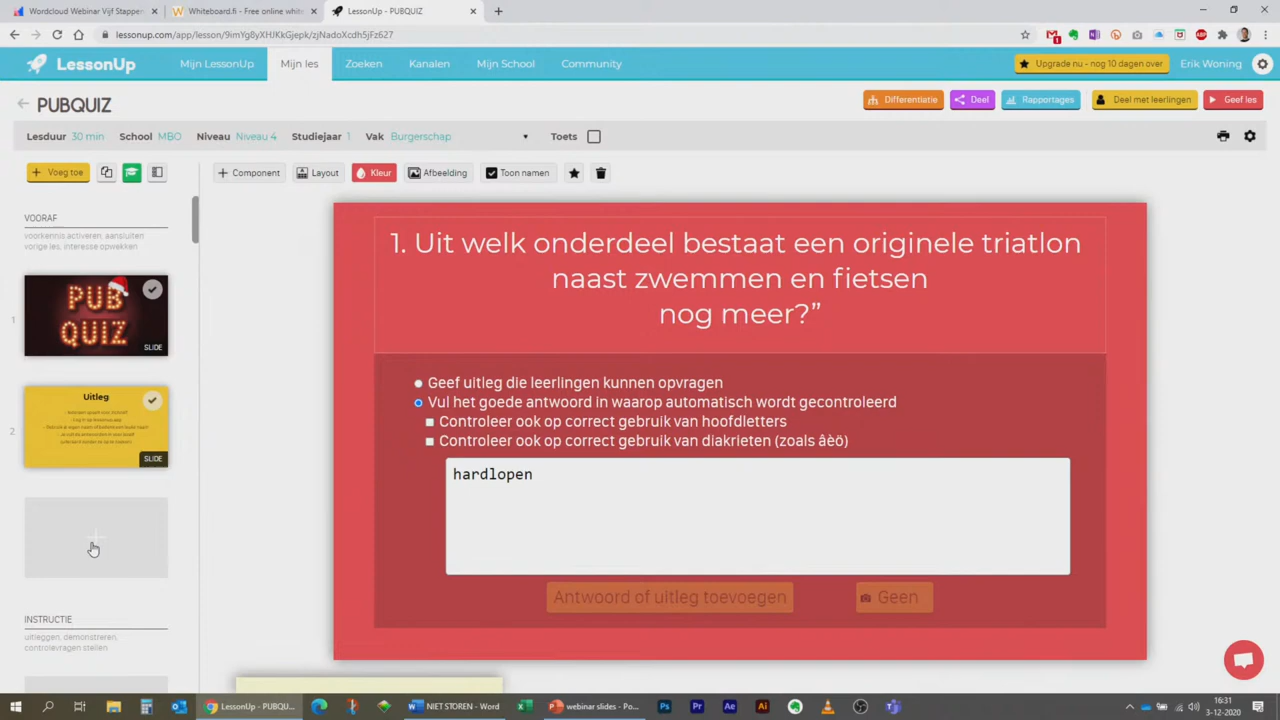 Wordcloud Webinar Vijf Stappen
Whiteboard.fi - Free online white
LessonUp - PUBQUIZ
lessonup.com/app/lesson/9imYg8yXHJKkGjepk/zjNadoXcdh5jFz627
LessonUp
Mijn LessonUp
Mijn les
Zoeken
Kanalen
Mijn School
Community
Upgrade nu - nog 10 dagen over
Erik Woning
PUBQUIZ
Differentiatie
Deel
Rapportages
Deel met leerlingen
Geef les
Lesduur 30 min School MBO Niveau Niveau 4 Studiejaar 1 Vak Burgerschap Toets
Voeg toe
Component
Layout
Kleur
Afbeelding
Toon namen
VOORAF
voorkennis activeren, aansluiten
vorige les, interesse opwekken
1
PUB
QUIZ
SLIDE
2
Uitleg
SLIDE
INSTRUCTIE
uitleggen, demonstreren,
controlevragen stellen
1. Uit welk onderdeel bestaat een originele triatlon
naast zwemmen en fietsen
nog meer?”
Geef uitleg die leerlingen kunnen opvragen
Vul het goede antwoord in waarop automatisch wordt gecontroleerd
Controleer ook op correct gebruik van hoofdletters
Controleer ook op correct gebruik van diakrieten (zoals âèö)
hardlopen
Antwoord of uitleg toevoegen
Geen
LessonUp - PUBQU...
NIET STOREN - Word
webinar slides - Po...
16:31
3-12-2020